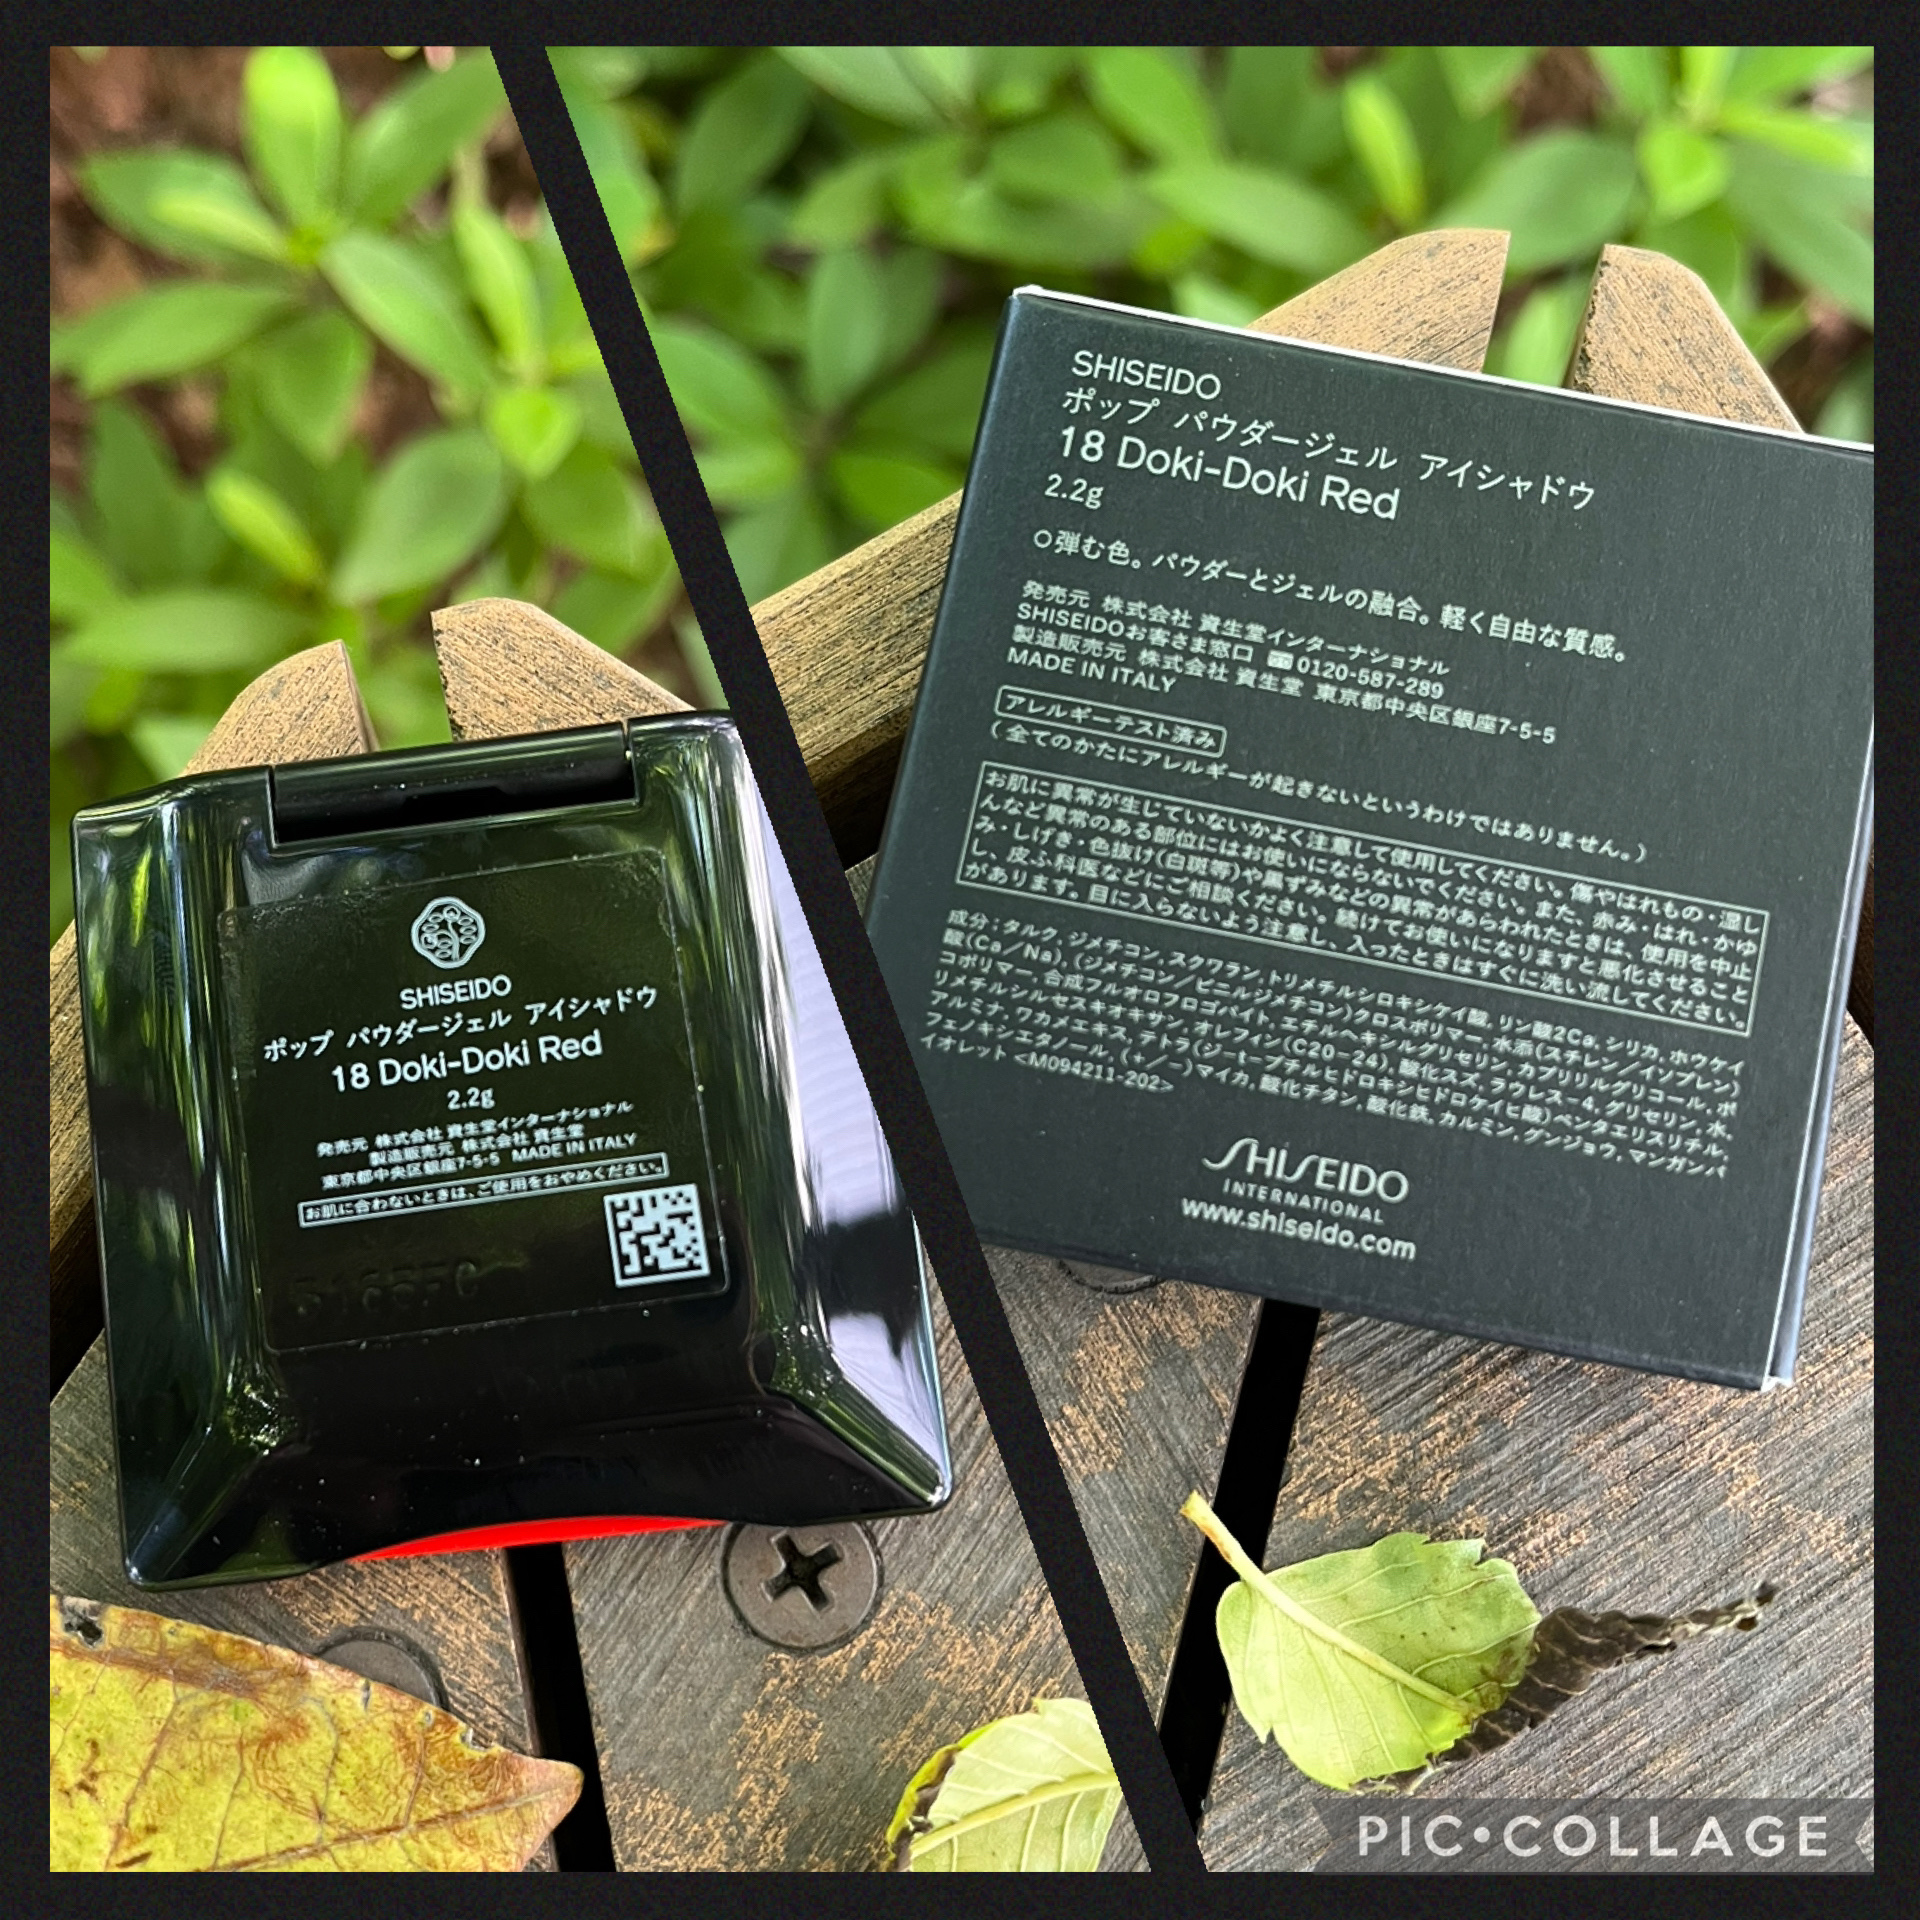 SHISEIDO
ポップ パウダージェル アイシャドウ
18 Doki-Doki Red
2.2g
発売元 株式会社 資生堂インターナショナル
製造販売元 株式会社 資生堂
東京都中央区銀座7-5-5 MADE IN ITALY
お肌に合わないときは、ご使用をおやめください。
SHISEIDO
ポップ パウダージェル アイシャドウ
18 Doki-Doki Red
2.2g
○弾む色。パウダーとジェルの融合。軽く自由な質感。
発売元 株式会社 資生堂インターナショナル
SHISEIDOお客さま窓口 0120-587-289
製造販売元 株式会社 資生堂 東京都中央区銀座7-5-5
MADE IN ITALY
アレルギーテスト済み
(全てのかたにアレルギーが起きないというわけではありません。)
お肌に異常が生じていないかよく注意して使用してください。傷やはれもの・湿し
んなど異常のある部位にはお使いにならないでください。また、赤み・はれ・かゆ
み・しげき・色抜け(白斑等)や黒ずみなどの異常があらわれたときは、使用を中止
し、皮ふ科医などにご相談ください。続けてお使いになりますと悪化させること
があります。目に入らないよう注意し、入ったときはすぐに洗い流してください。
成分:タルク, ジメチコン, スクワラン, トリメチルシロキシケイ酸, リン酸2Ca, シリカ, ホウケイ
酸(Ca/Na), (ジメチコン/ビニルジメチコン)クロスポリマー, 水添(スチレン/イソプレン)
コポリマー, 合成フルオロフロゴパイト, エチルヘキシルグリセリン, カプリリルグリコール, ポ
リメチルシルセスキオキサン, オレフィン(C20-24), 酸化スズ, ラウレス-4, グリセリン, 水,
アルミナ, ワカメエキス, テトラ(ジ-t-ブチルヒドロキシヒドロケイヒ酸)ペンタエリスリチル,
フェノキシエタノール, (+/-)マイカ, 酸化チタン, 酸化鉄, カルミン, グンジョウ, マンガンバ
イオレット <M094211-202>
SHISEIDO
INTERNATIONAL
www.shiseido.com
PIC•COLLAGE